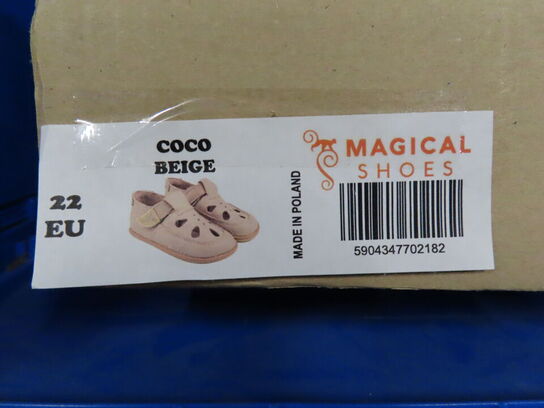 COCO
BEIGE
22
EU
MADE IN POLAND
MAGICAL
SHOES
5904347702182